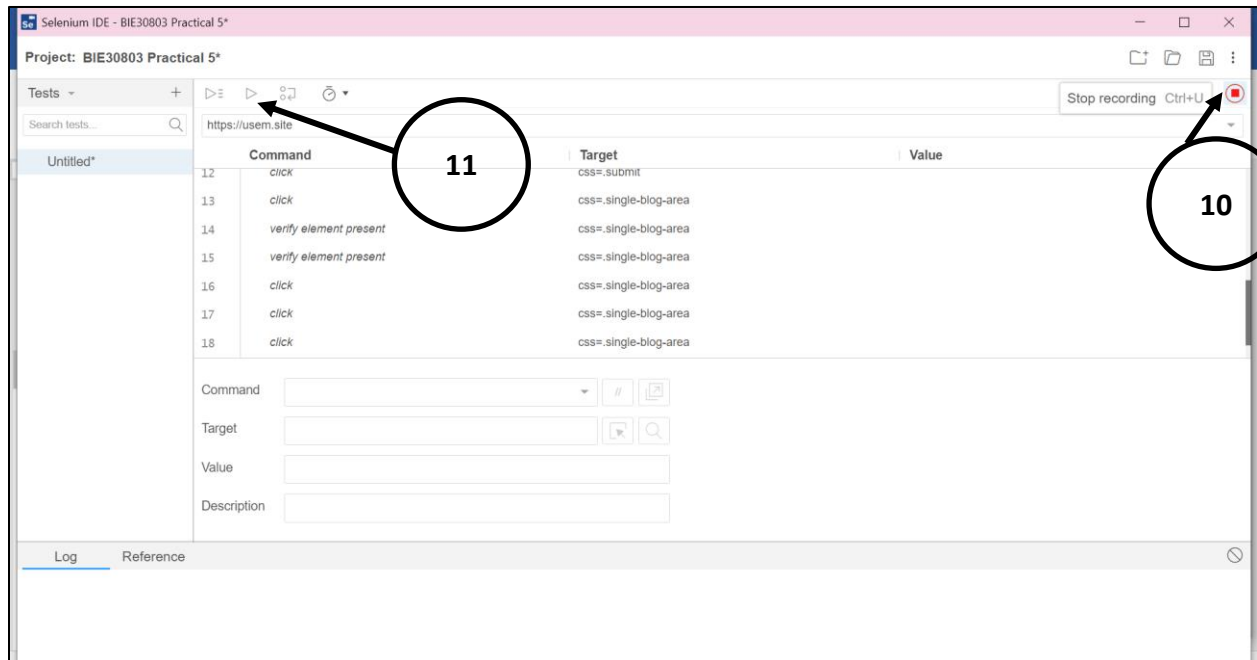 Se Selenium IDE - BIE30803 Practical 5*
Project: BIE30803 Practical 5*
Tests
Search tests...
Untitled*
Stop recording Ctrl+U
https://usem.site
Command Target Value
12 click css=.submit
13 click css=.single-blog-area
14 verify element present css=.single-blog-area
15 verify element present css=.single-blog-area
16 click css=.single-blog-area
17 click css=.single-blog-area
18 click css=.single-blog-area
11
10
Command //
Target
Value
Description
Log Reference